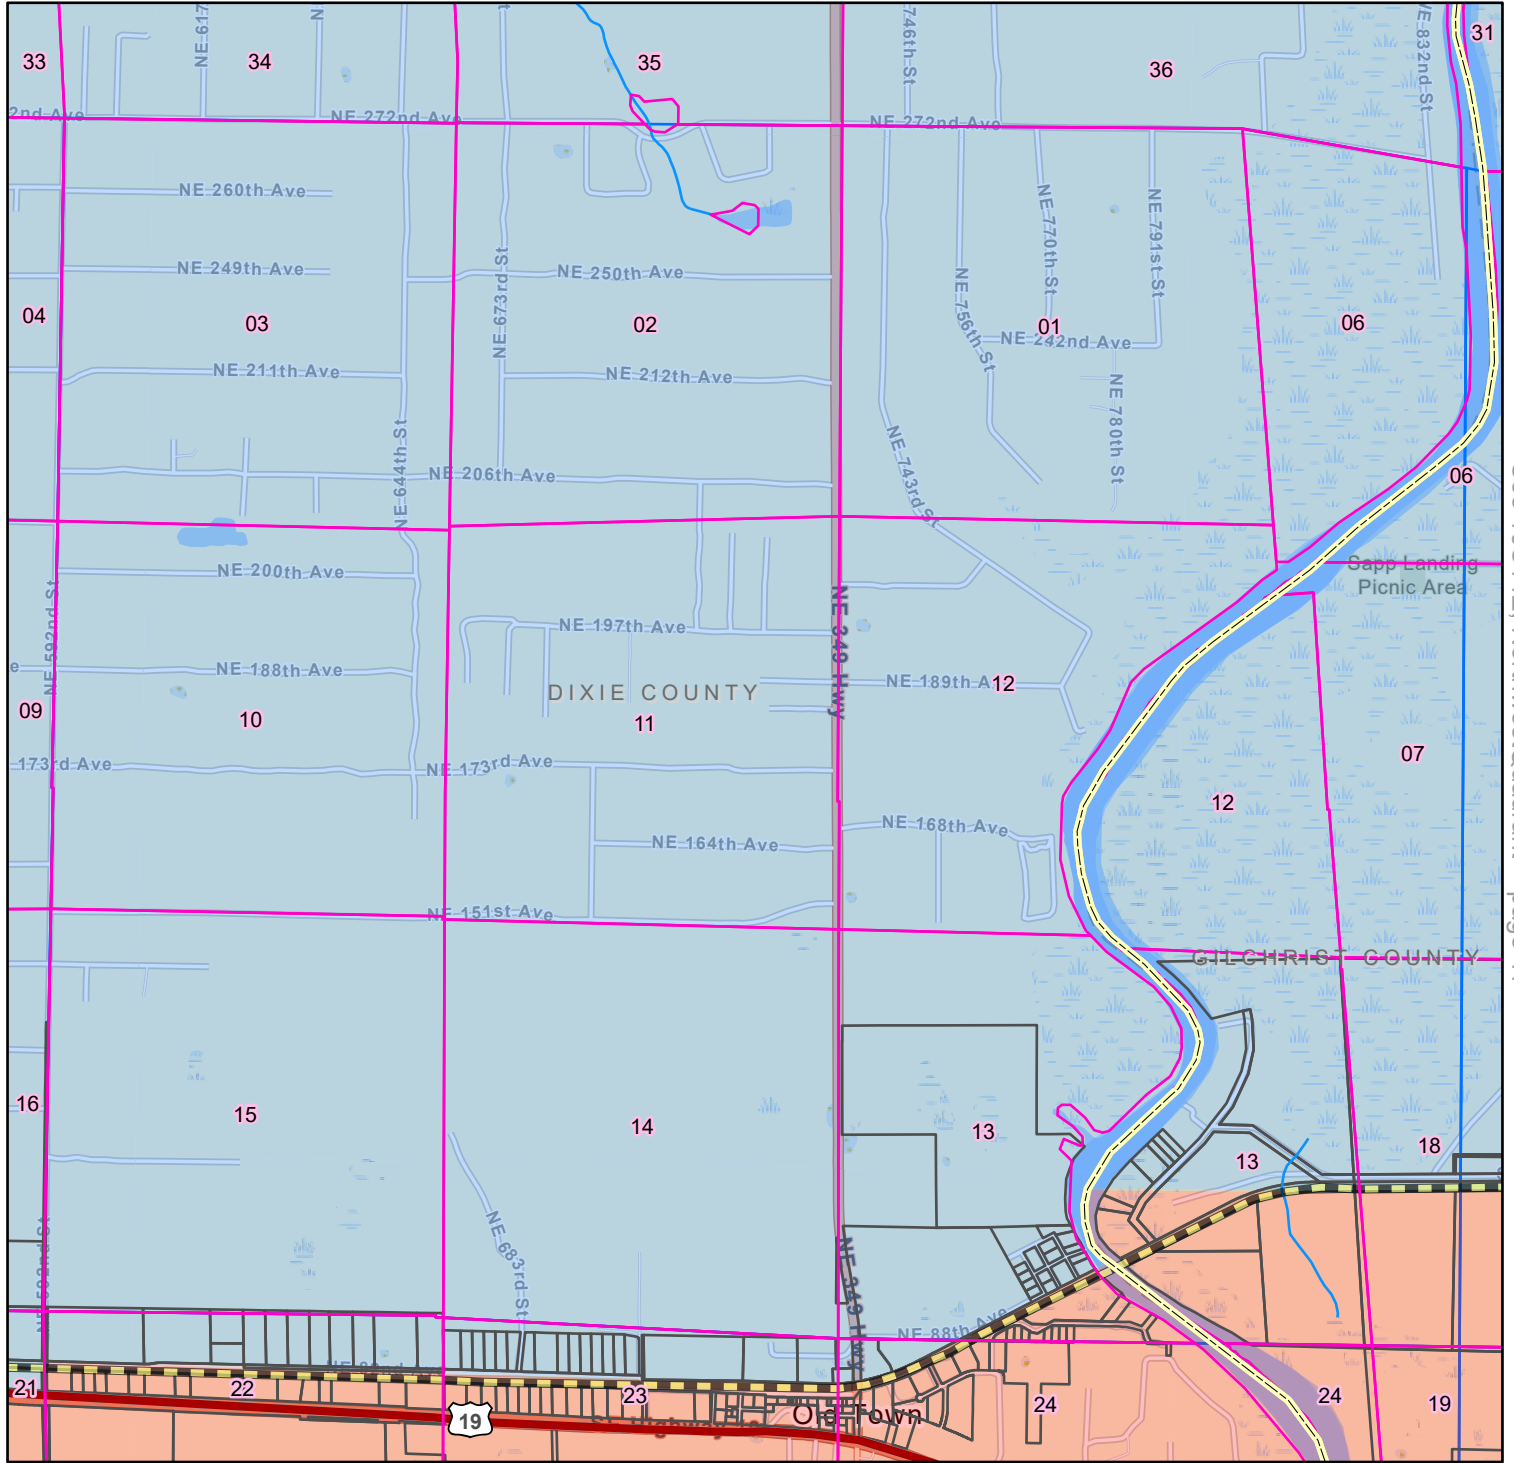 33
NE 617
34
35
746th St
36
NE 832nd St
31
2nd Ave
NE 272nd Ave
NE 272nd Ave
NE 260th Ave
NE 770th St
NE 791st St
NE 249th Ave
NE 250th Ave
NE 673rd St
NE 756th St
04
03
02
01
06
NE 242nd Ave
NE 211th Ave
NE 212th Ave
NE 780th St
NE 644th St
NE 206th Ave
NE 743rd St
06
Sapp Landing
Picnic Area
NE 200th Ave
NE 592nd St
NE 349 Hwy
NE 197th Ave
e
NE 188th Ave
DIXIE COUNTY
NE 189th A
12
09
10
11
07
173rd Ave
NE 173rd Ave
12
NE 168th Ave
NE 164th Ave
NE 151st Ave
GILCHRIST COUNTY
16
15
14
13
13
18
NE 592nd St
NE 683rd St
NE 349 Hwy
NE 88th Ave
21
22
23
24
24
19
19
Old Town